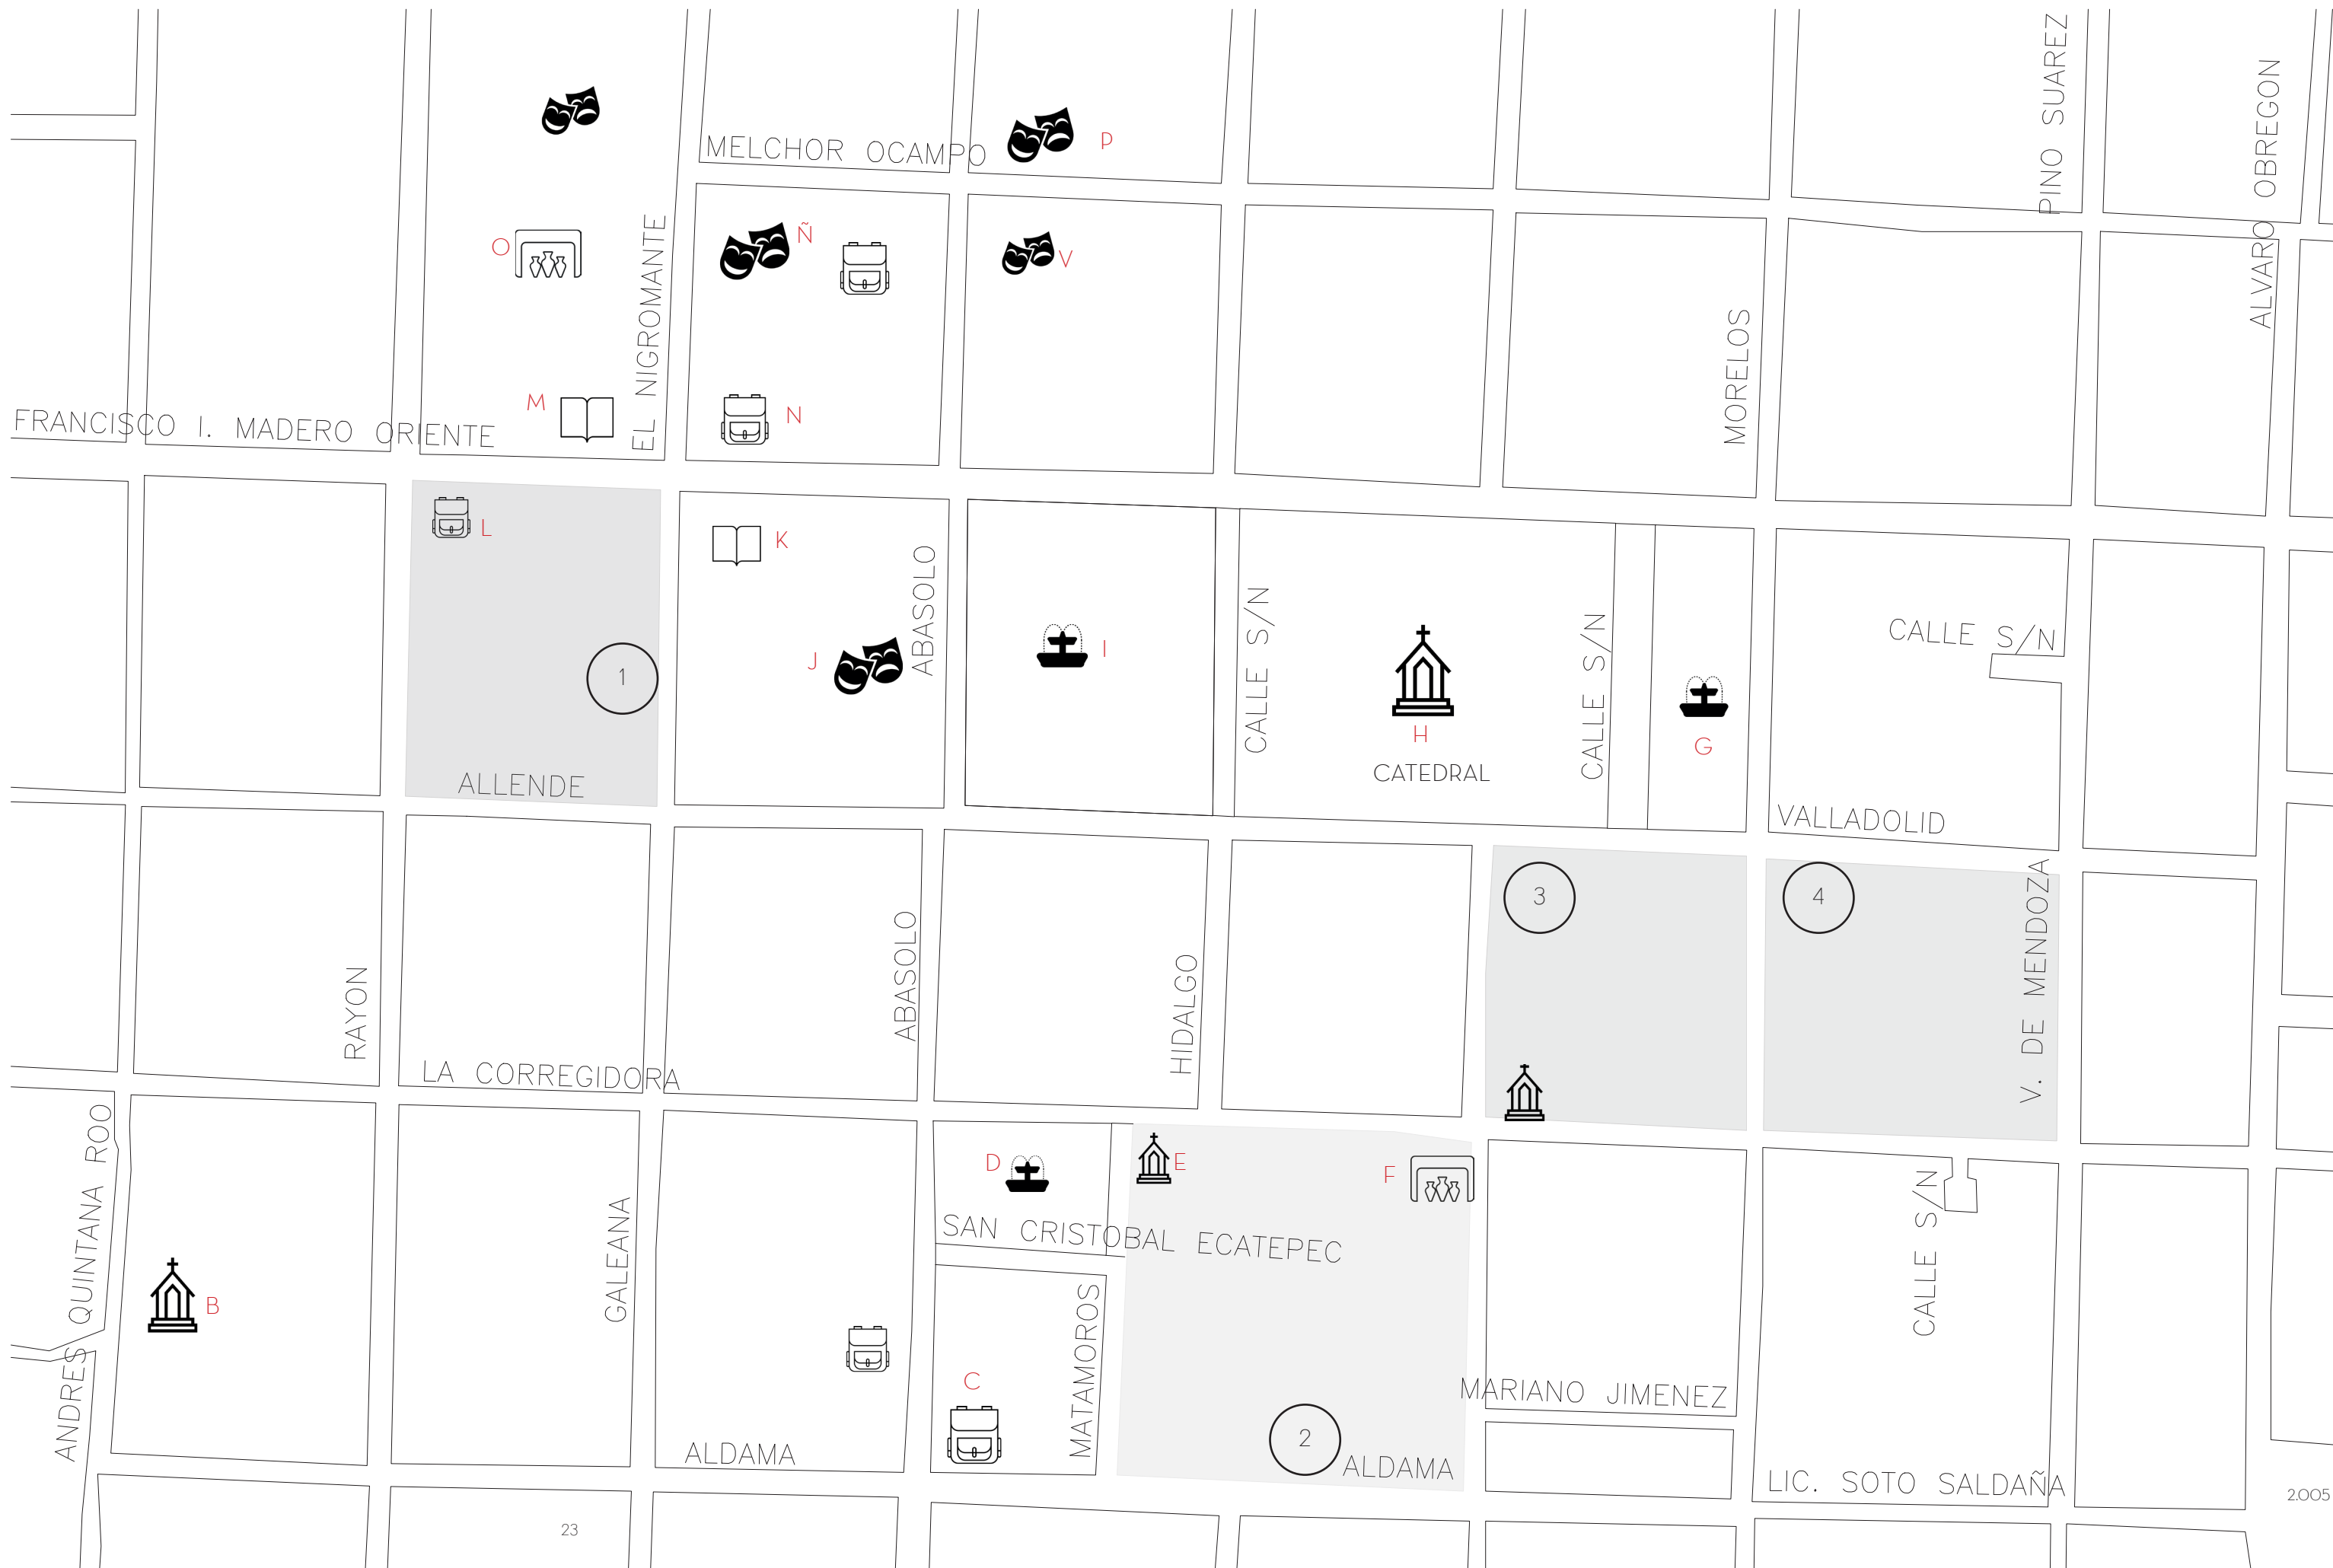 PINO SUAREZ
ALVARO OBREGON
MELCHOR OCAMPO
P
O
EL NIGROMANTE
Ñ
V
MORELOS
M
N
FRANCISCO I. MADERO ORIENTE
L
K
ABASOLO
1
J
I
CALLE S/N
H
CATEDRAL
CALLE S/N
G
CALLE S/N
ALLENDE
VALLADOLID
3
4
V. DE MENDOZA
RAYON
ABASOLO
HIDALGO
LA CORREGIDORA
ANDRES QUINTANA ROO
D
E
F
SAN CRISTOBAL ECATEPEC
CALLE S/N
B
GALEANA
C
MATAMOROS
MARIANO JIMENEZ
2
ALDAMA
ALDAMA
LIC. SOTO SALDAÑA
2.005
23